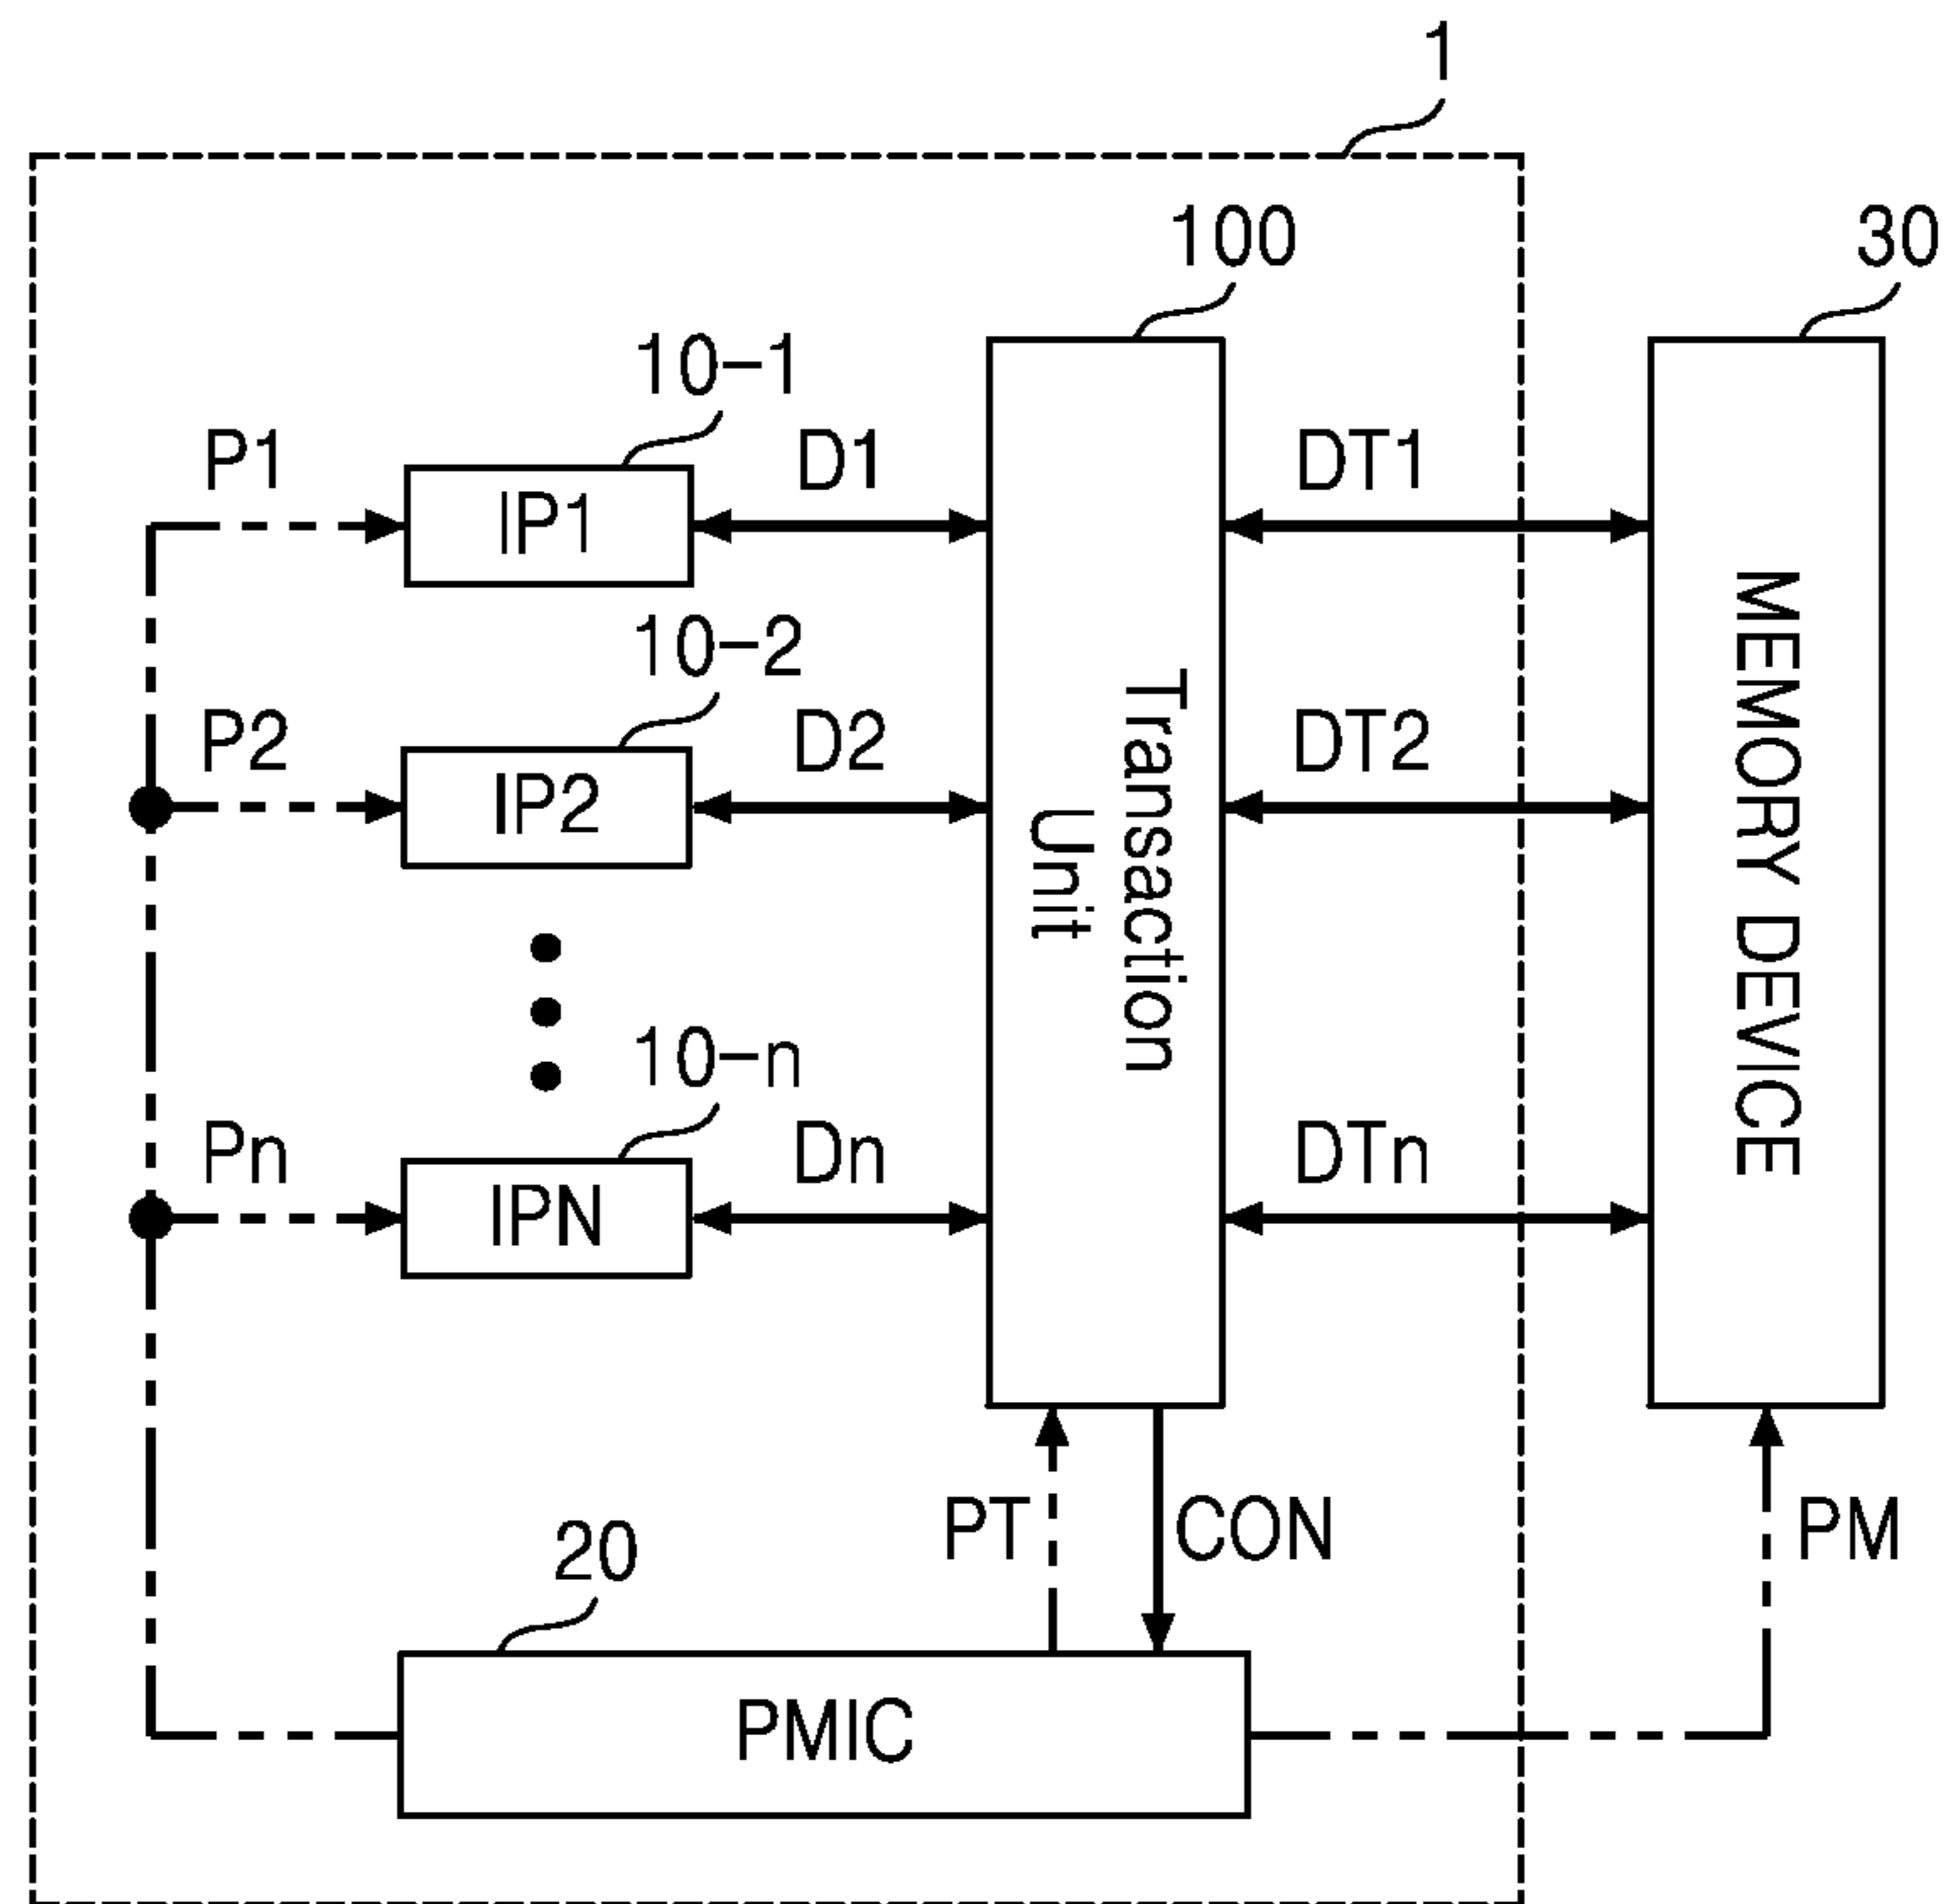 1
100
30
10-1
P1
D1
DT1
IP1
10-2
P2
D2
DT2
IP2
Transaction
Unit
MEMORY DEVICE
10-n
Pn
Dn
DTn
IPN
PT
CON
PM
20
PMIC